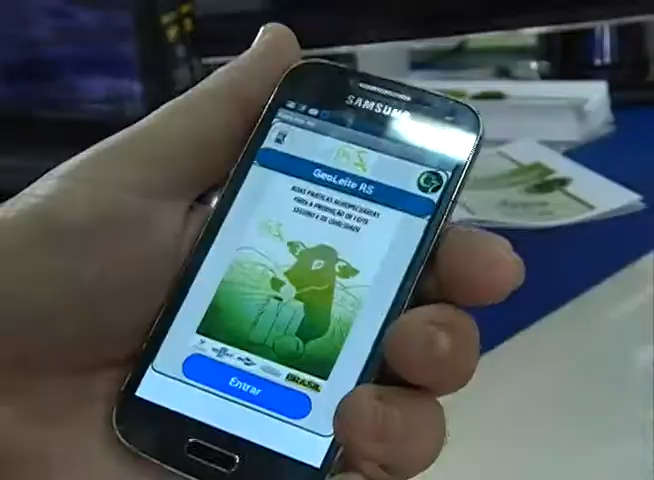 SAMSUNG
GeoLeite RS
BOAS PRÁTICAS AGROPECUÁRIAS
PARA A PRODUÇÃO DE LEITE
SEGURO E DE QUALIDADE
BRASIL
Entrar